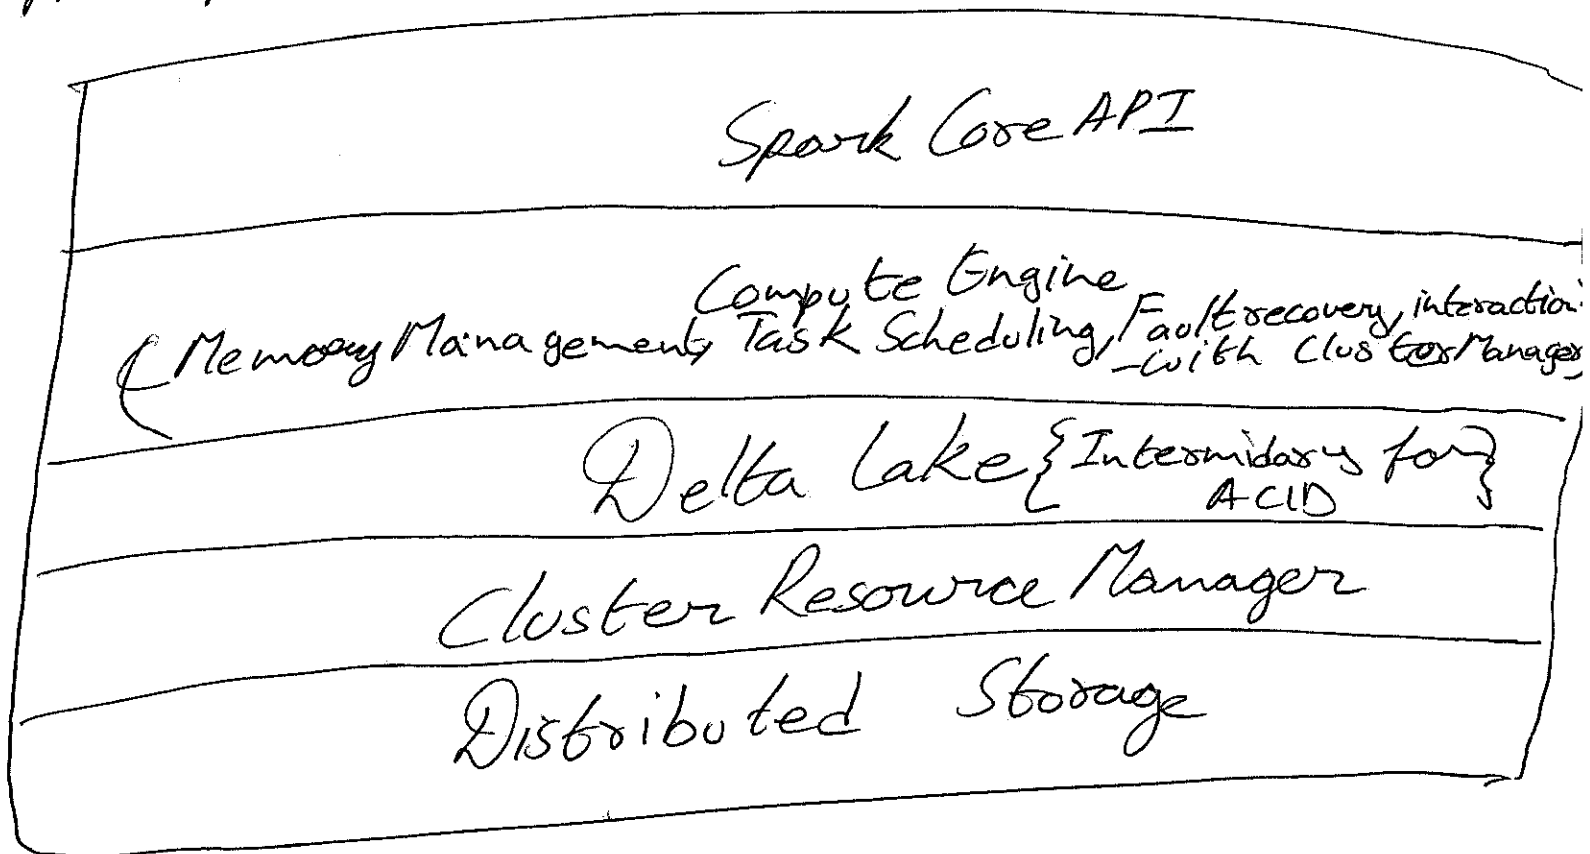 Spark Core API
Compute Engine
(Memory Management, Task Scheduling, Fault recovery, interaction
-with Cluster Manager)
Delta Lake {Intermidary for}
ACID
Cluster Resource Manager
Distributed Storage